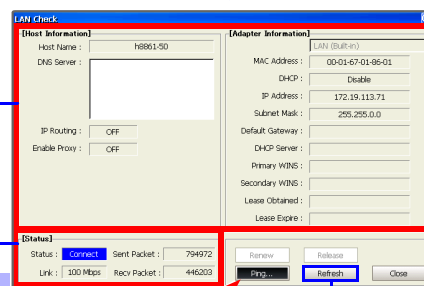 LAN Check
[Host Information]
Host Name : h8861-50
DNS Server :
IP Routing : OFF
Enable Proxy : OFF
[Adapter Information]
LAN (Built-in)
MAC Address : 00-01-67-01-86-01
DHCP : Disable
IP Address : 172.19.113.71
Subnet Mask : 255.255.0.0
Default Gateway :
DHCP Server :
Primary WINS :
Secondary WINS :
Lease Obtained :
Lease Expire :
[Status]
Status : Connect Sent Packet : 794972
Link : 100 Mbps Recv Packet : 446203
Renew Release
Ping... Refresh Close